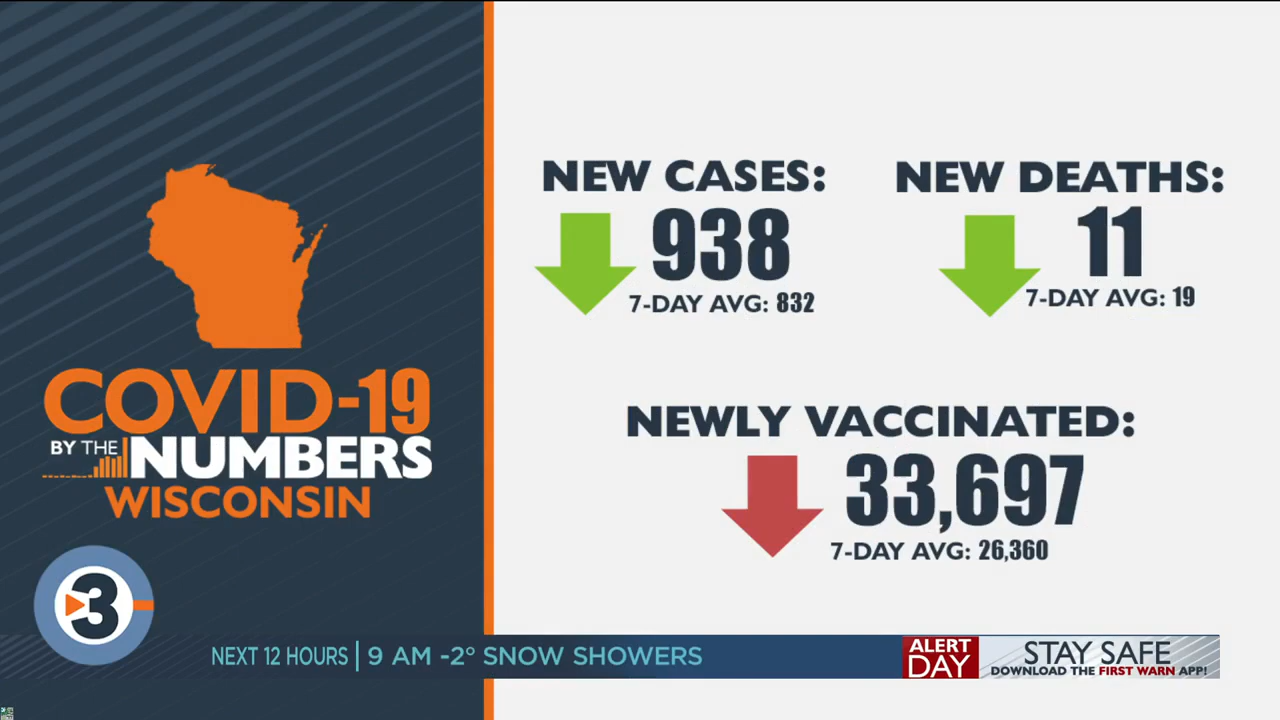 COVID-19
BY THE NUMBERS
WISCONSIN
3
NEW CASES:
938
7-DAY AVG: 832
NEW DEATHS:
11
7-DAY AVG: 19
NEWLY VACCINATED:
33,697
7-DAY AVG: 26,360
NEXT 12 HOURS | 9 AM -2° SNOW SHOWERS
ALERT
DAY
STAY SAFE
DOWNLOAD THE FIRST WARN APP!